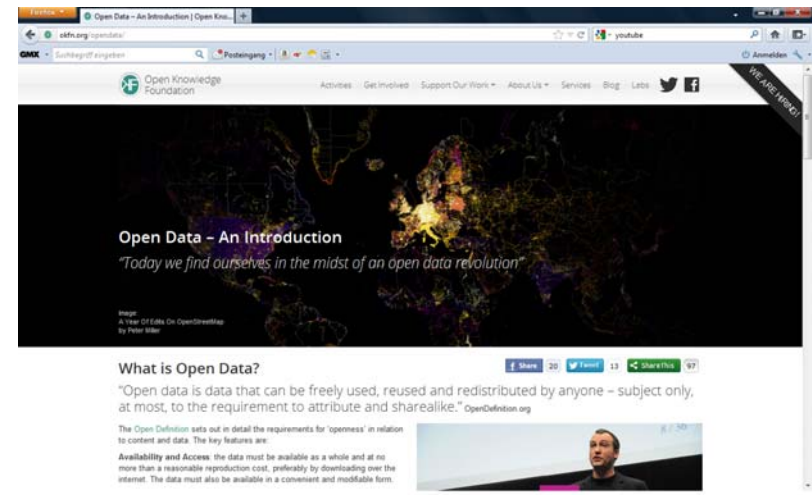 Firefox
Open Data – An Introduction | Open Kno...
okfn.org/opendata/
youtube
GMX
Suchbegriff eingeben
Posteingang
Anmelden
Open Knowledge
Foundation
Activities Get Involved Support Our Work About Us Services Blog Labs
WE ARE HIRING!
Open Data – An Introduction
"Today we find ourselves in the midst of an open data revolution"
Image:
A Year Of Edits On OpenStreetMap
by Peter Miller
What is Open Data?
Share 20 Tweet 13 ShareThis 97
"Open data is data that can be freely used, reused and redistributed by anyone – subject only,
at most, to the requirement to attribute and sharealike." OpenDefinition.org
The Open Definition sets out in detail the requirements for 'openness' in relation
to content and data. The key features are:
Availability and Access: the data must be available as a whole and at no
more than a reasonable reproduction cost, preferably by downloading over the
internet. The data must also be available in a convenient and modifiable form.